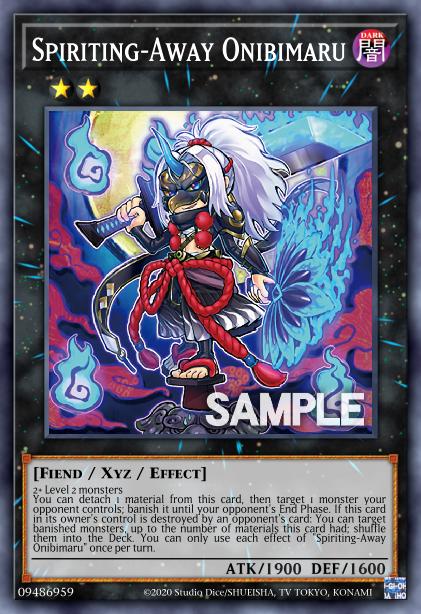 Spiriting-Away Onibimaru
DARK
闇
SAMPLE
[Fiend / Xyz / Effect]
2+ Level 2 monsters
You can detach 1 material from this card, then target 1 monster your
opponent controls; banish it until your opponent's End Phase. If this card
in its owner's control is destroyed by an opponent's card: You can target
banished monsters, up to the number of materials this card had; shuffle
them into the Deck. You can only use each effect of "Spiriting-Away
Onibimaru" once per turn.
ATK/1900 DEF/1600
09486959
©2020 Studio Dice/SHUEISHA, TV TOKYO, KONAMI